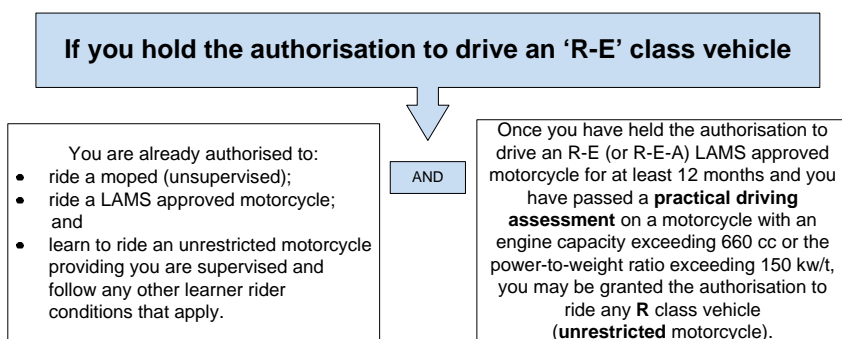 If you hold the authorisation to drive an ‘R-E’ class vehicle
You are already authorised to:
• ride a moped (unsupervised);
• ride a LAMS approved motorcycle;
and
• learn to ride an unrestricted motorcycle
providing you are supervised and
follow any other learner rider
conditions that apply.
AND
Once you have held the authorisation to
drive an R-E (or R-E-A) LAMS approved
motorcycle for at least 12 months and you
have passed a practical driving
assessment on a motorcycle with an
engine capacity exceeding 660 cc or the
power-to-weight ratio exceeding 150 kw/t,
you may be granted the authorisation to
ride any R class vehicle
(unrestricted motorcycle).